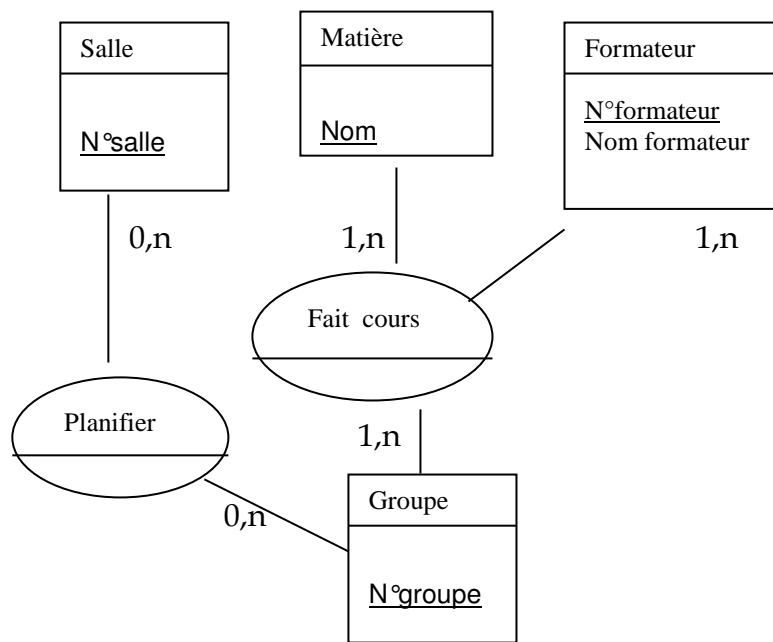 Salle
N°salle
Matière
Nom
Formateur
N°formateur
Nom formateur
0,n
1,n
1,n
Fait cours
Planifier
1,n
0,n
Groupe
N°groupe